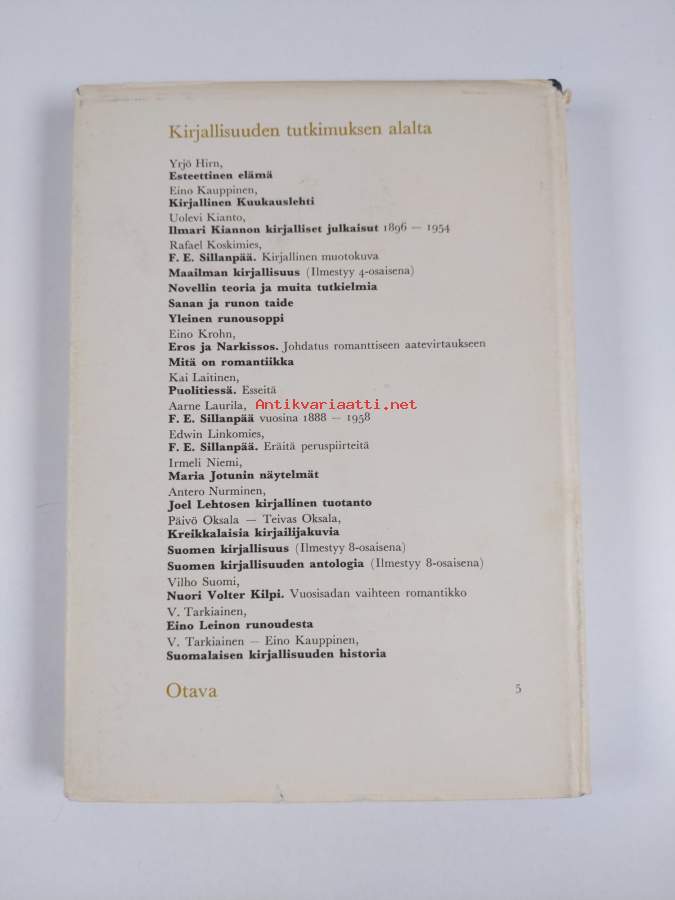 Kirjallisuuden tutkimuksen alalta
Yrjö Hirn,
Esteettinen elämä
Eino Kauppinen,
Kirjallinen Kuukauslehti
Uolevi Kianto,
Ilmari Kiannon kirjalliset julkaisut 1896 — 1954
Rafael Koskimies,
F. E. Sillanpää. Kirjallinen muotokuva
Maailman kirjallisuus (Ilmestyy 4-osaisena)
Novellin teoria ja muita tutkielmia
Sanan ja runon taide
Yleinen runousoppi
Eino Krohn,
Eros ja Narkissos. Johdatus romanttiseen aatevirtaukseen
Mitä on romantiikka
Kai Laitinen,
Puolitiessä. Esseitä
Aarne Laurila,
Antikvariaatti.net
F. E. Sillanpää vuosina 1888 — 1958
Edwin Linkomies,
F. E. Sillanpää. Eräitä peruspiirteitä
Irmeli Niemi,
Maria Jotunin näytelmät
Antero Nurminen,
Joel Lehtosen kirjallinen tuotanto
Päivö Oksala — Teivas Oksala,
Kreikkalaisia kirjailijakuvia
Suomen kirjallisuus (Ilmestyy 8-osaisena)
Suomen kirjallisuuden antologia (Ilmestyy 8-osaisena)
Vilho Suomi,
Nuori Volter Kilpi. Vuosisadan vaihteen romantikko
V. Tarkiainen,
Eino Leinon runoudesta
V. Tarkiainen — Eino Kauppinen,
Suomalaisen kirjallisuuden historia
Otava 5